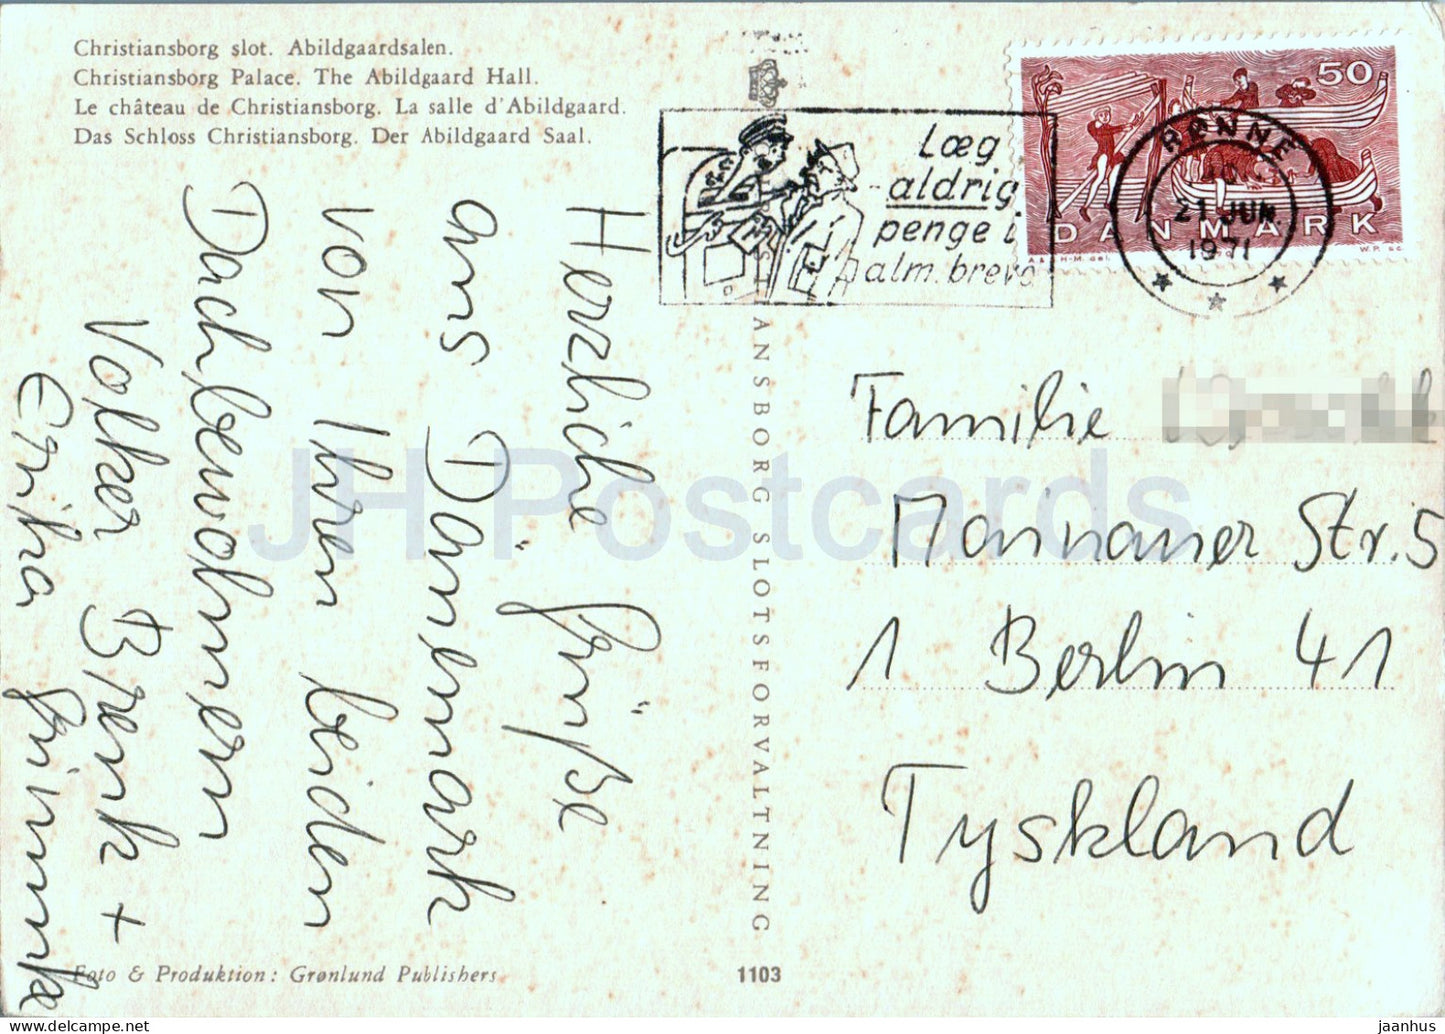 Christiansborg slot. Abildgaardsalen.
Christiansborg Palace. The Abildgaard Hall.
Le château de Christiansborg. La salle d'Abildgaard.
Das Schloss Christiansborg. Der Abildgaard Saal.
Herzliche Grüße
aus Dänemark
von Ihren beiden
Dachbewohnern
Volker Brenk +
Erika
Foto & Produktion: Grønlund Publishers
ANSBORG SLOTSFORVALTNING
1103
Læg
aldrig
penge i
alm. breve
50
DANMARK
RØNNE
21 JUN.
1971
Familie
Mainauer Str. 5
1 Berlin 41
Tyskland
JH Postcards
jaanhus